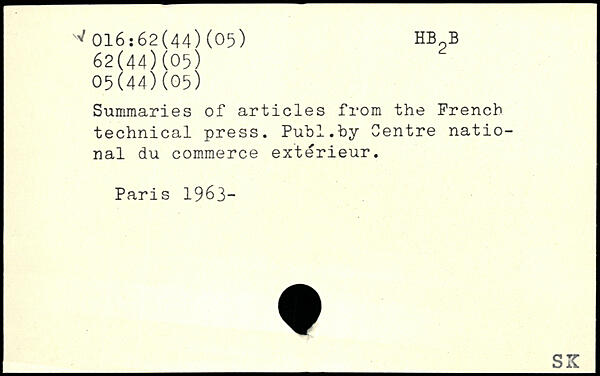 016:62(44)(05) HB₂B
62(44)(05)
05(44)(05)
Summaries of articles from the French
technical press. Publ.by Centre natio-
nal du commerce extérieur.
Paris 1963-
SK